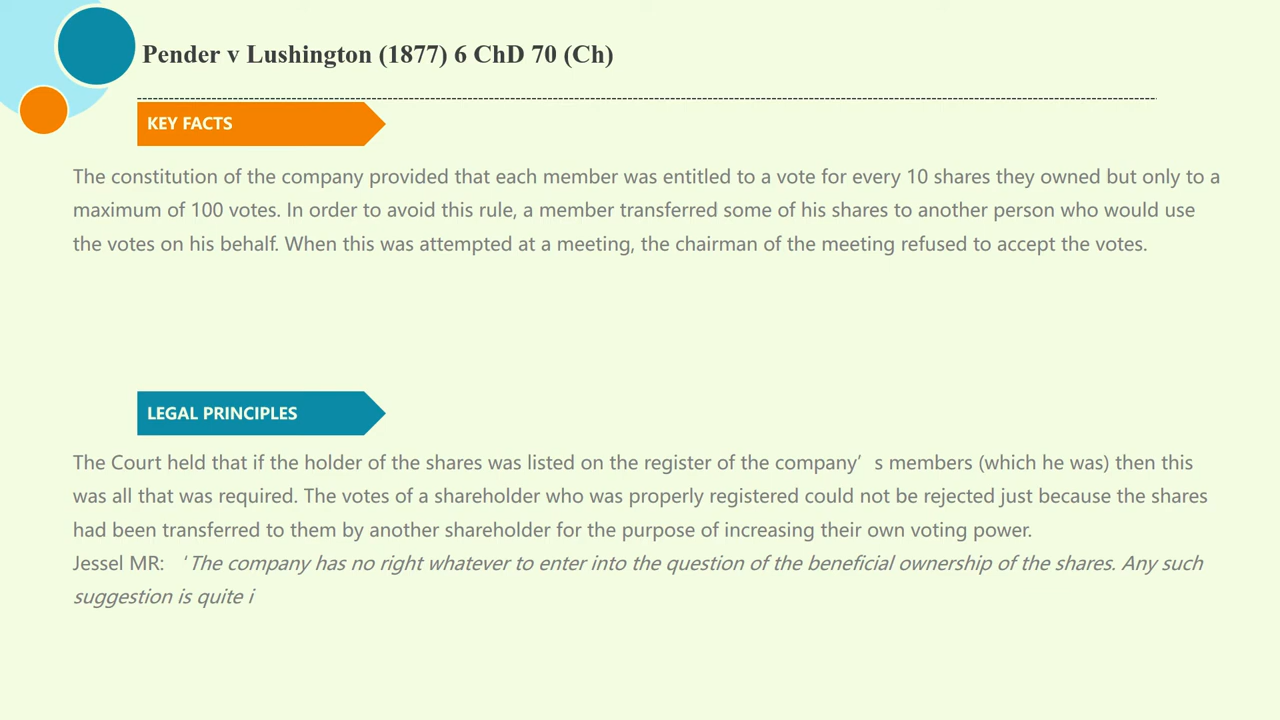 Pender v Lushington (1877) 6 ChD 70 (Ch)
KEY FACTS
The constitution of the company provided that each member was entitled to a vote for every 10 shares they owned but only to a
maximum of 100 votes. In order to avoid this rule, a member transferred some of his shares to another person who would use
the votes on his behalf. When this was attempted at a meeting, the chairman of the meeting refused to accept the votes.
LEGAL PRINCIPLES
The Court held that if the holder of the shares was listed on the register of the company’ s members (which he was) then this
was all that was required. The votes of a shareholder who was properly registered could not be rejected just because the shares
had been transferred to them by another shareholder for the purpose of increasing their own voting power.
Jessel MR: ‘The company has no right whatever to enter into the question of the beneficial ownership of the shares. Any such
suggestion is quite i